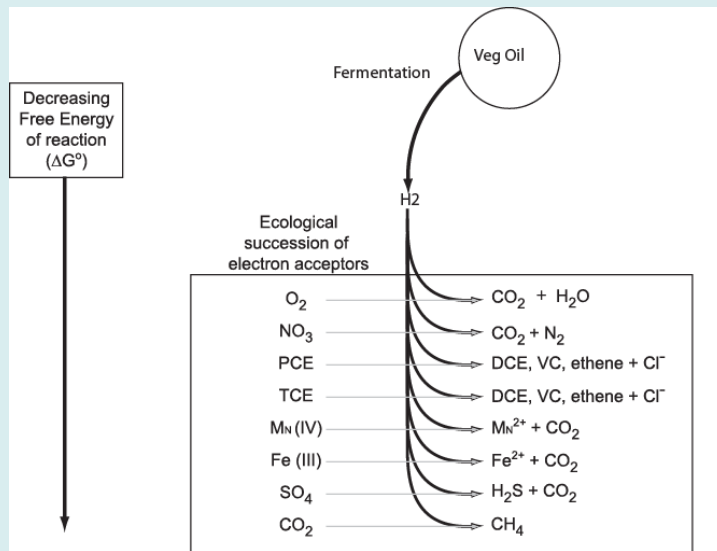 Veg Oil
Fermentation
Decreasing
Free Energy
of reaction
(ΔG°)
H2
Ecological
succession of
electron acceptors
O₂ CO₂ + H₂O
NO₃ CO₂ + N₂
PCE DCE, VC, ethene + Cl⁻
TCE DCE, VC, ethene + Cl⁻
MN (IV) MN²⁺ + CO₂
Fe (III) Fe²⁺ + CO₂
SO₄ H₂S + CO₂
CO₂ CH₄